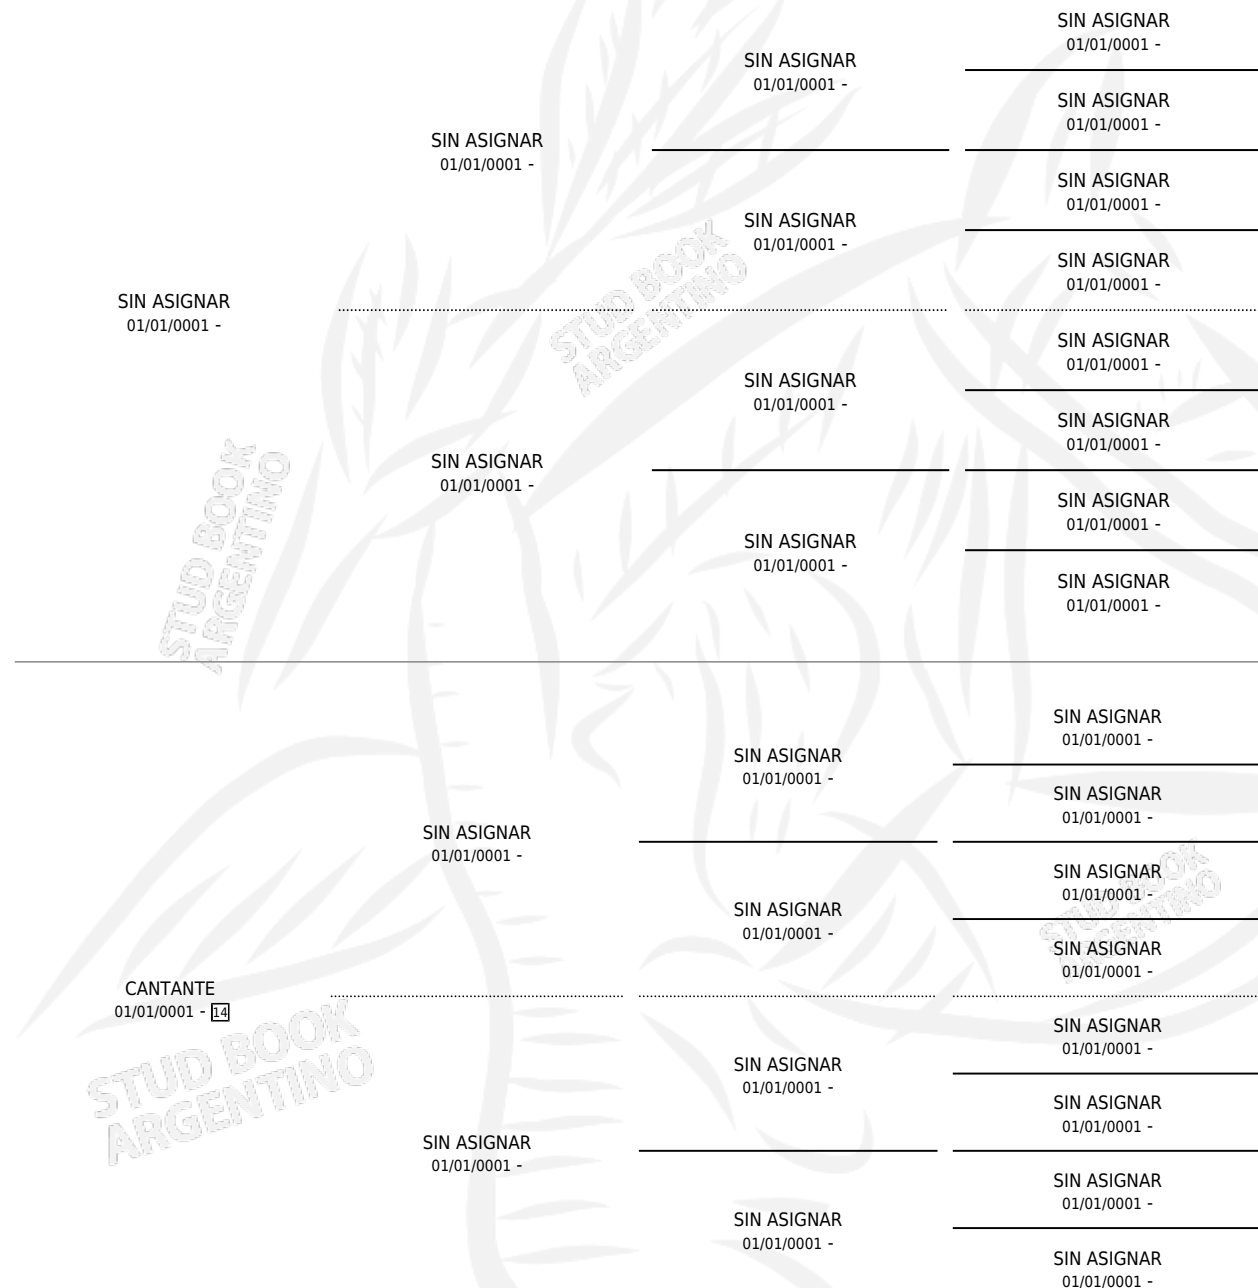 SIN ASIGNAR
01/01/0001 -
SIN ASIGNAR
01/01/0001 -
SIN ASIGNAR
01/01/0001 -
SIN ASIGNAR
01/01/0001 -
SIN ASIGNAR
01/01/0001 -
SIN ASIGNAR
01/01/0001 -
SIN ASIGNAR
01/01/0001 -
SIN ASIGNAR
01/01/0001 -
SIN ASIGNAR
01/01/0001 -
SIN ASIGNAR
01/01/0001 -
SIN ASIGNAR
01/01/0001 -
SIN ASIGNAR
01/01/0001 -
SIN ASIGNAR
01/01/0001 -
SIN ASIGNAR
01/01/0001 -
SIN ASIGNAR
01/01/0001 -
STUD BOOK
ARGENTINO
STUD BOOK
ARGENTINO
CANTANTE
01/01/0001 - 14
SIN ASIGNAR
01/01/0001 -
SIN ASIGNAR
01/01/0001 -
SIN ASIGNAR
01/01/0001 -
SIN ASIGNAR
01/01/0001 -
SIN ASIGNAR
01/01/0001 -
SIN ASIGNAR
01/01/0001 -
SIN ASIGNAR
01/01/0001 -
SIN ASIGNAR
01/01/0001 -
SIN ASIGNAR
01/01/0001 -
SIN ASIGNAR
01/01/0001 -
SIN ASIGNAR
01/01/0001 -
SIN ASIGNAR
01/01/0001 -
SIN ASIGNAR
01/01/0001 -
SIN ASIGNAR
01/01/0001 -
STUD BOOK
ARGENTINO
STUD BOOK
ARGENTINO